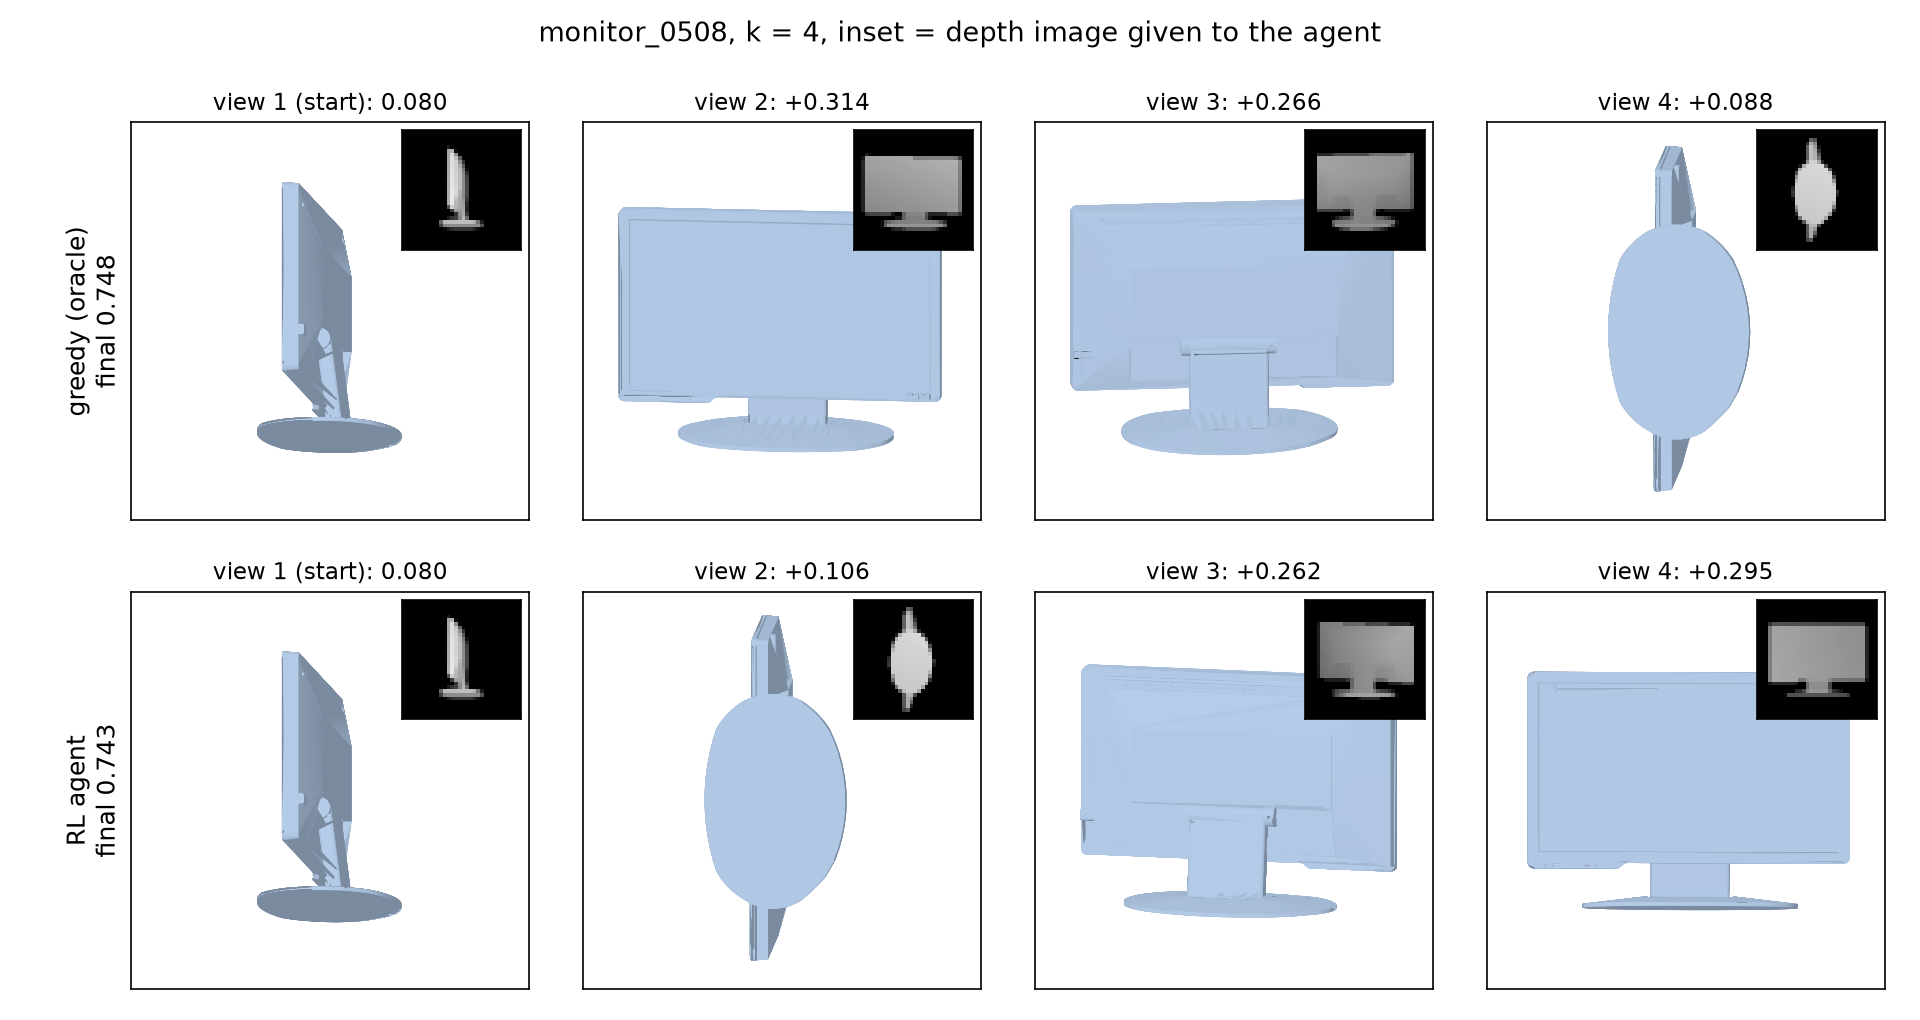 monitor_0508, k = 4, inset = depth image given to the agent
view 1 (start): 0.080
view 2: +0.314
view 3: +0.266
view 4: +0.088
greedy (oracle)
final 0.748
view 1 (start): 0.080
view 2: +0.106
view 3: +0.262
view 4: +0.295
RL agent
final 0.743